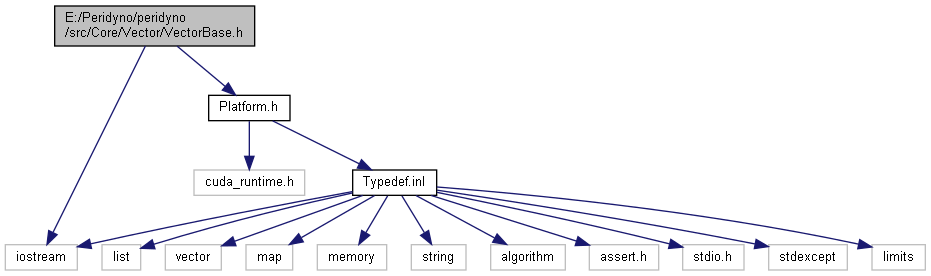 E:/Peridyno/peridyno
/src/Core/Vector/VectorBase.h
Platform.h
cuda_runtime.h
Typedef.inl
iostream
list
vector
map
memory
string
algorithm
assert.h
stdio.h
stdexcept
limits